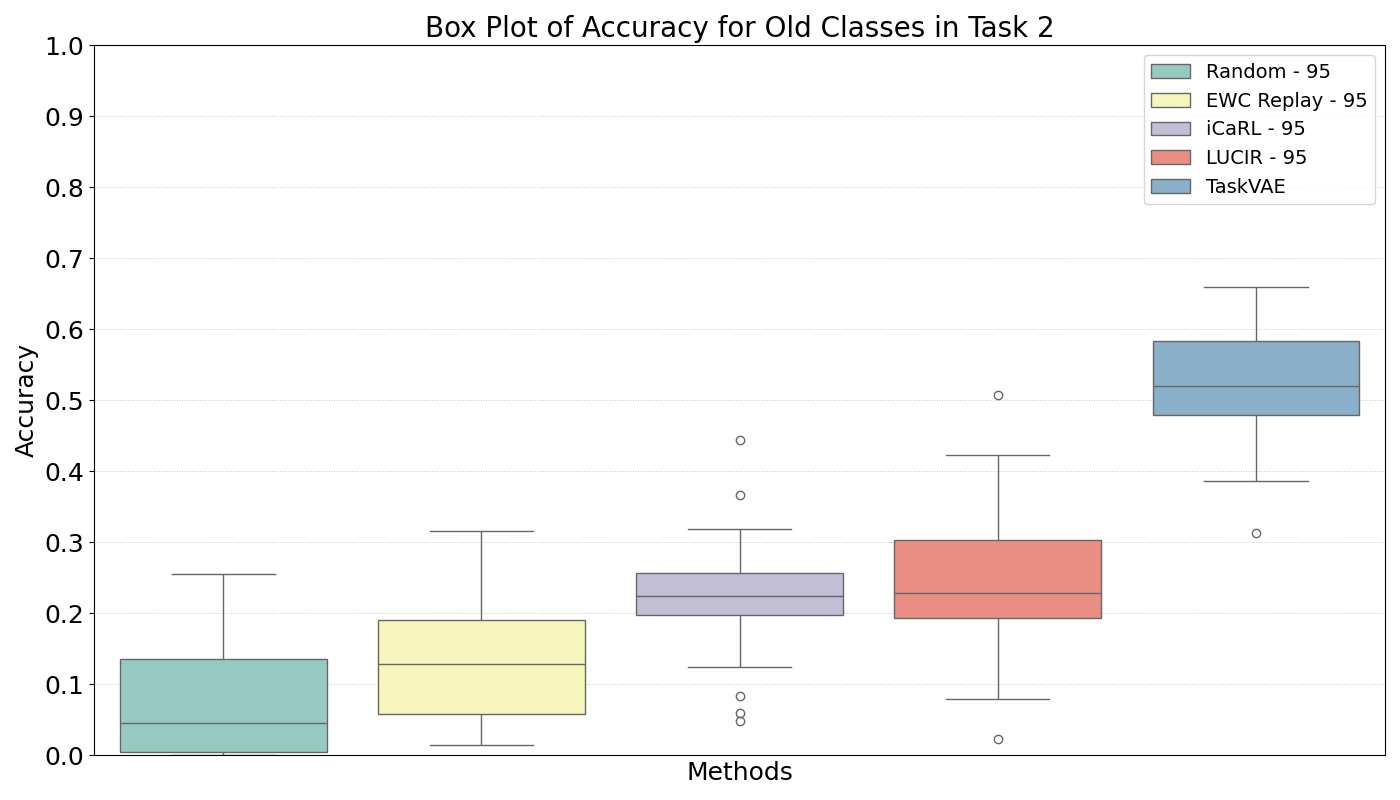 Box Plot of Accuracy for Old Classes in Task 2
1.0
0.9
0.8
0.7
0.6
0.5
0.4
0.3
0.2
0.1
0.0
Accuracy
Methods
Random - 95
EWC Replay - 95
iCaRL - 95
LUCIR - 95
TaskVAE